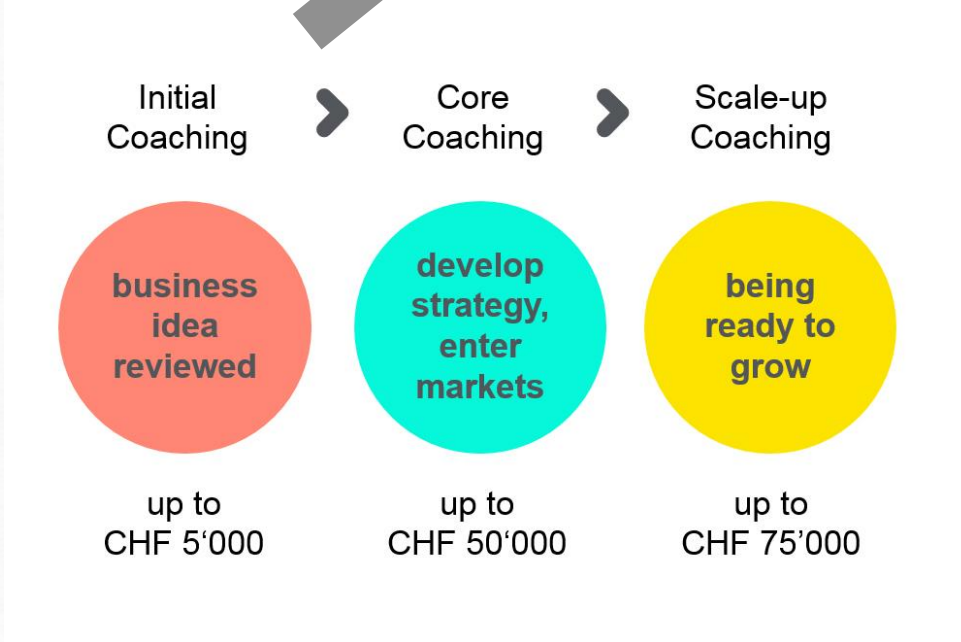 Initial
Coaching
Core
Coaching
Scale-up
Coaching
business
idea
reviewed
develop
strategy,
enter
markets
being
ready to
grow
up to
CHF 5‘000
up to
CHF 50‘000
up to
CHF 75’000